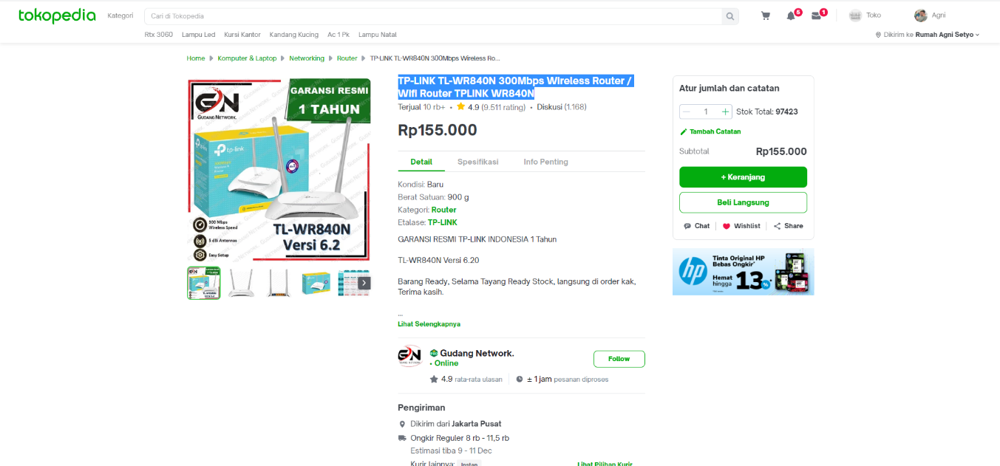 tokopedia
Kategori
Cari di Tokopedia
5
1
Toko
Agni
Rtx 3060 Lampu Led Kursi Kantor Kandang Kucing Ac 1 Pk Lampu Natal
Dikirim ke Rumah Agni Setyo
Home Komputer & Laptop Networking Router TP-LINK TL-WR840N 300Mbps Wireless Ro...
GN
GUDANG NETWORK.
GARANSI RESMI
1 TAHUN
tp-link
300 Mbps
Wireless Speed
5 dBi Antennas
Easy Setup
TL-WR840N
Versi 6.2
TP-LINK TL-WR840N 300Mbps Wireless Router /
Wifi Router TPLINK WR840N
Terjual 10 rb+ • 4.9 (9.511 rating) • Diskusi (1.168)
Rp155.000
Detail Spesifikasi Info Penting
Kondisi: Baru
Berat Satuan: 900 g
Kategori: Router
Etalase: TP-LINK
GARANSI RESMI TP-LINK INDONESIA 1 Tahun
TL-WR840N Versi 6.20
Barang Ready, Selama Tayang Ready Stock, langsung di order kak,
Terima kasih.
...
Lihat Selengkapnya
Gudang Network.
• Online
Follow
4.9 rata-rata ulasan ± 1 jam pesanan diproses
Pengiriman
Dikirim dari Jakarta Pusat
Ongkir Reguler 8 rb - 11,5 rb
Estimasi tiba 9 - 11 Dec
Kurir lainnya: Instan
Lihat Pilihan Kurir
Atur jumlah dan catatan
1 Stok Total: 97423
Tambah Catatan
Subtotal Rp155.000
+ Keranjang
Beli Langsung
Chat Wishlist Share
hp
Tinta Original HP
Bebas Ongkir*
Hemat
hingga
13